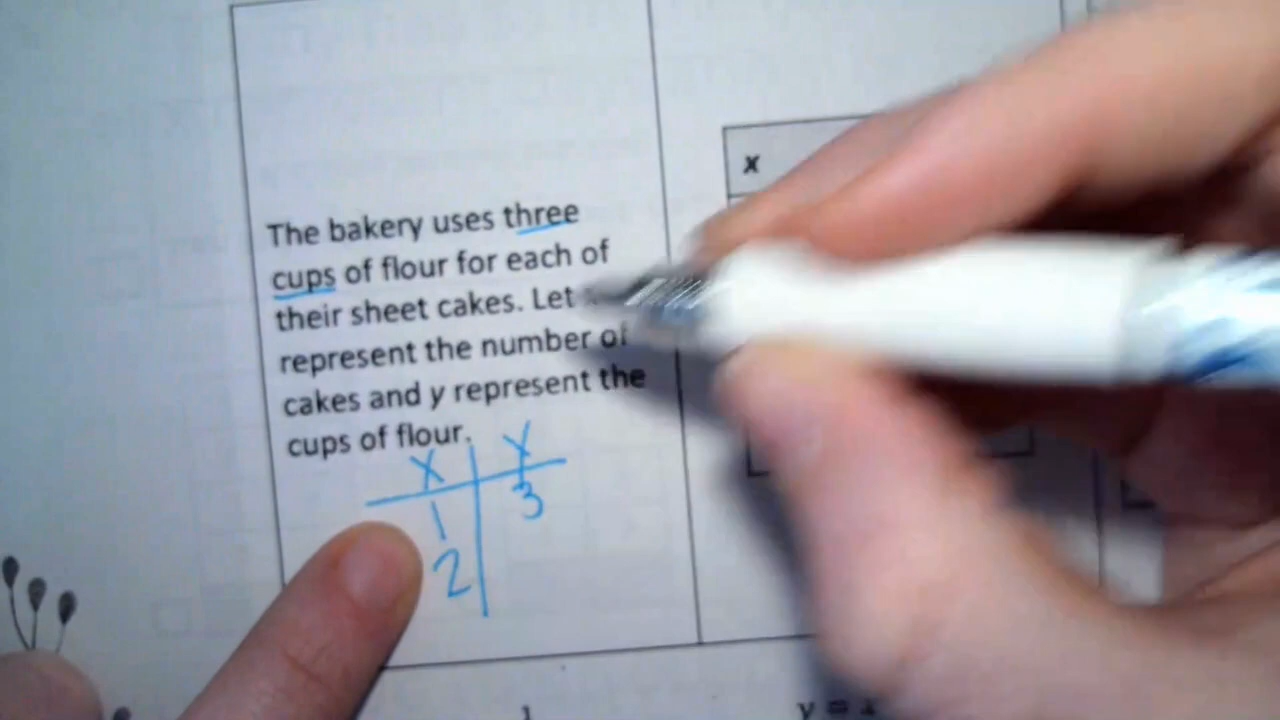 The bakery uses three
cups of flour for each of
their sheet cakes. Let
represent the number of
cakes and y represent the
cups of flour.
x y
1 3
2
x
y =